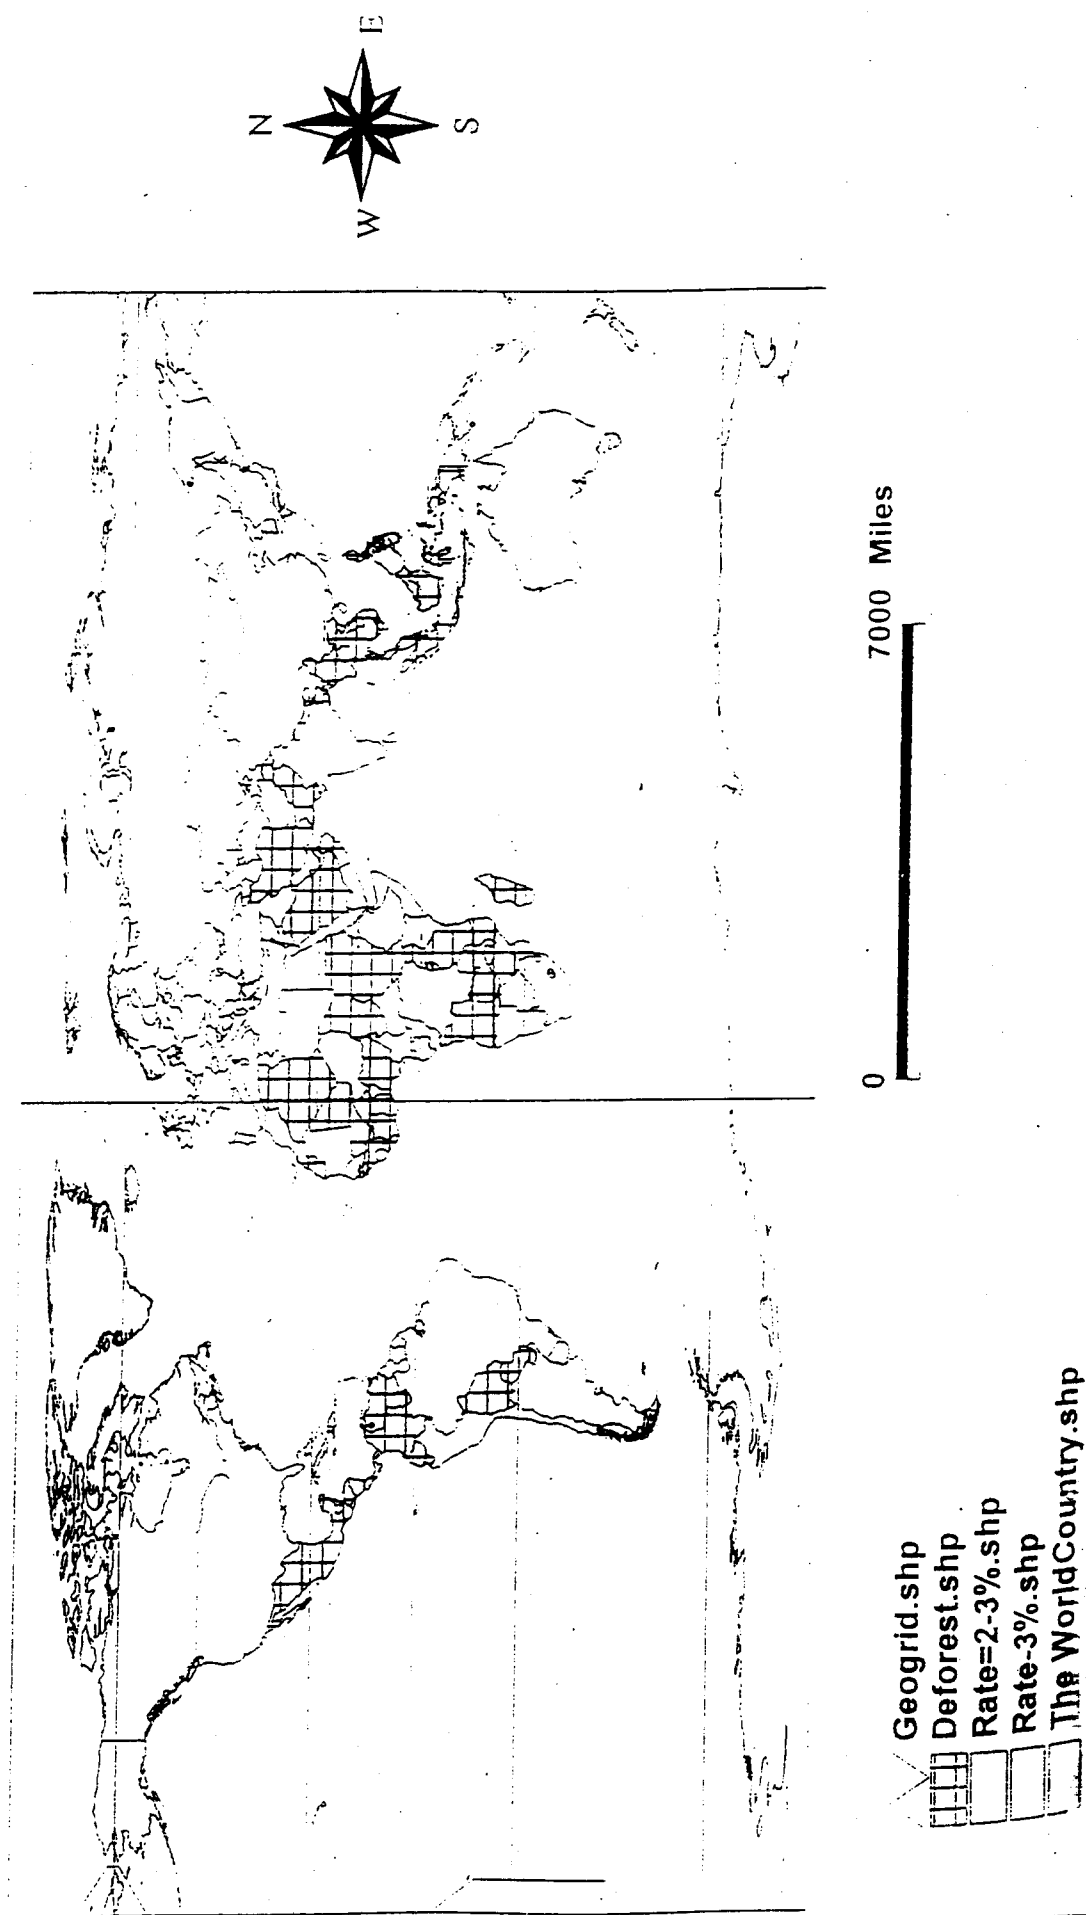 N
W
E
S
0
7000 Miles
Geogrid.shp
Deforest.shp
Rate=2-3%.shp
Rate-3%.shp
The WorldCountry.shp